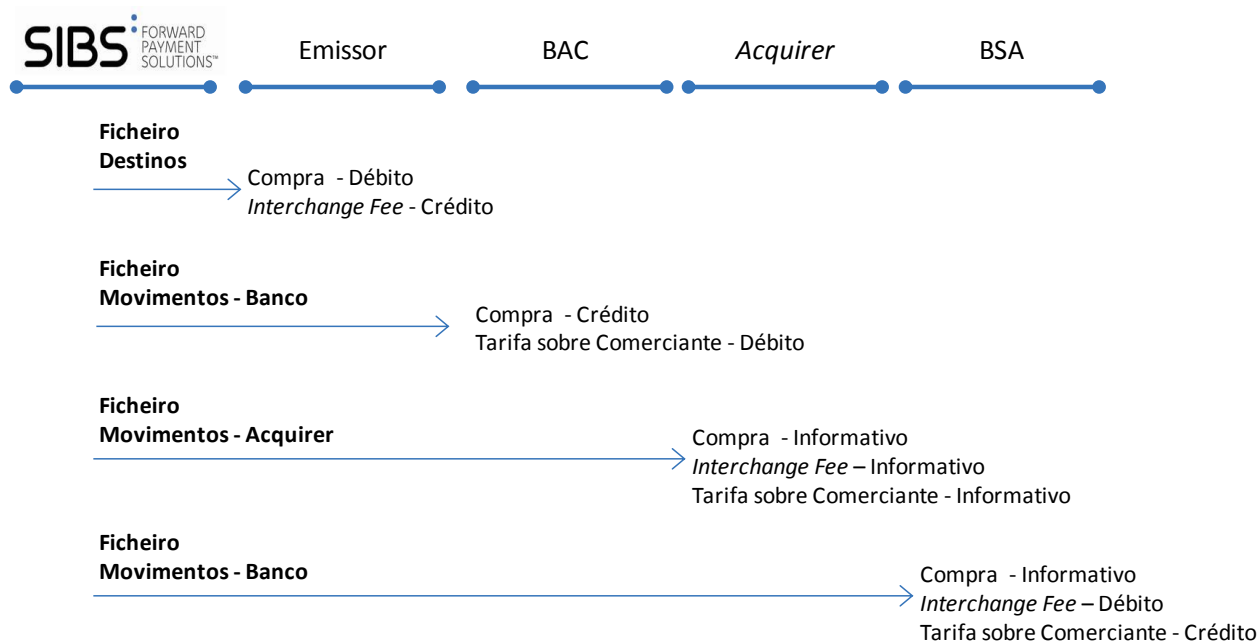 SIBS FORWARD
PAYMENT
SOLUTIONS™
Emissor
BAC
Acquirer
BSA
Ficheiro
Destinos
Compra - Débito
Interchange Fee - Crédito
Ficheiro
Movimentos - Banco
Compra - Crédito
Tarifa sobre Comerciante - Débito
Ficheiro
Movimentos - Acquirer
Compra - Informativo
Interchange Fee – Informativo
Tarifa sobre Comerciante - Informativo
Ficheiro
Movimentos - Banco
Compra - Informativo
Interchange Fee – Débito
Tarifa sobre Comerciante - Crédito